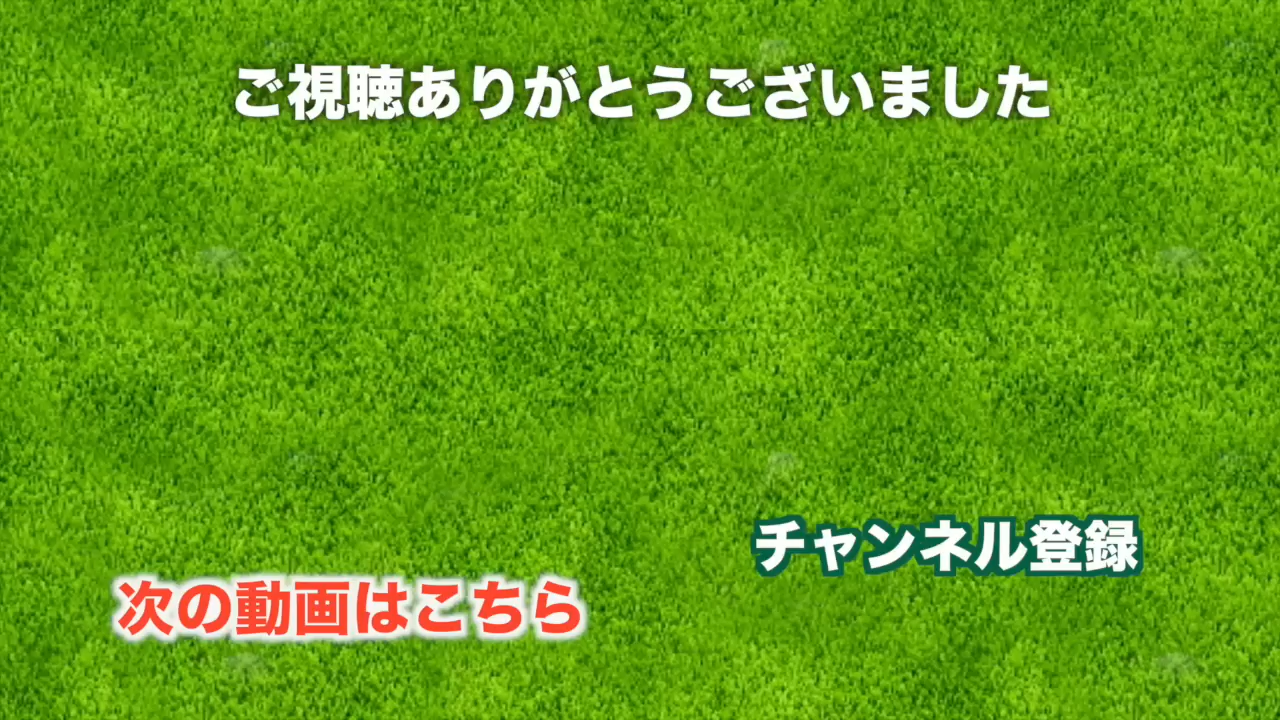 ご視聴ありがとうございました
チャンネル登録
次の動画はこちら